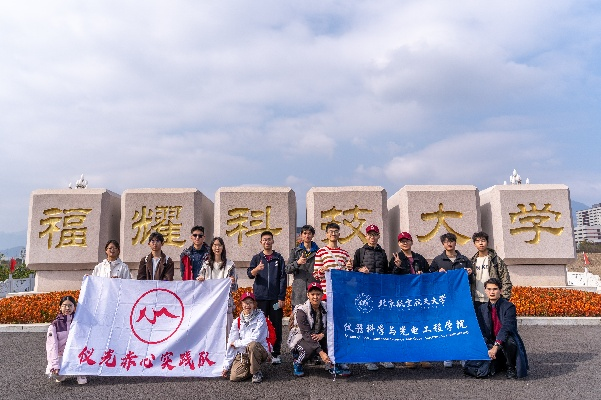 福耀科技大学
北京航空航天大学
仪器科学与光电工程学院
仪光赤心实践队